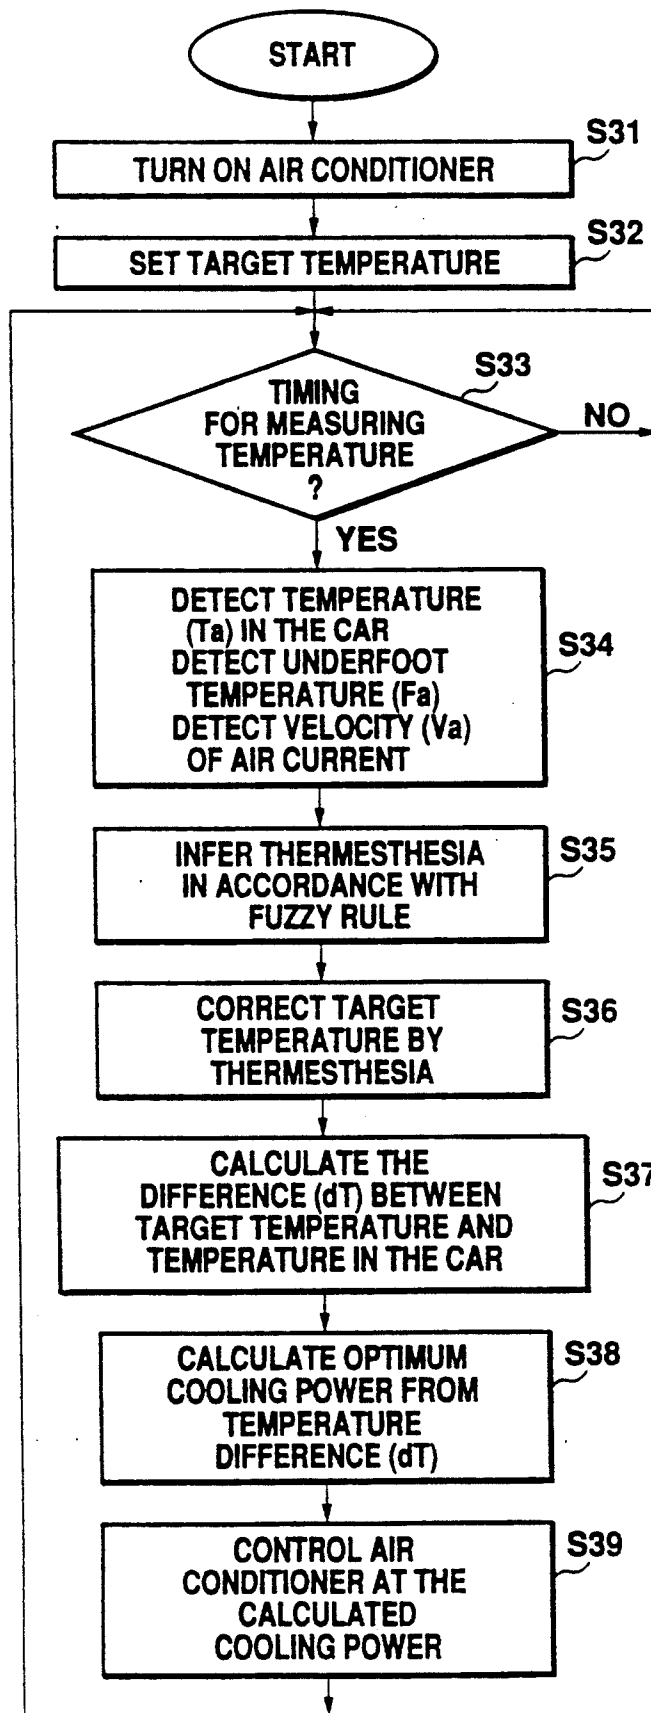 START
S31
TURN ON AIR CONDITIONER
S32
SET TARGET TEMPERATURE
S33
TIMING
FOR MEASURING
TEMPERATURE
?
NO
YES
DETECT TEMPERATURE
(Ta) IN THE CAR
DETECT UNDERFOOT
TEMPERATURE (Fa)
DETECT VELOCITY (Va)
OF AIR CURRENT
S34
INFER THERMESTHESIA
IN ACCORDANCE WITH
FUZZY RULE
S35
CORRECT TARGET
TEMPERATURE BY
THERMESTHESIA
S36
CALCULATE THE
DIFFERENCE (dT) BETWEEN
TARGET TEMPERATURE AND
TEMPERATURE IN THE CAR
S37
CALCULATE OPTIMUM
COOLING POWER FROM
TEMPERATURE
DIFFERENCE (dT)
S38
CONTROL AIR
CONDITIONER AT THE
CALCULATED
COOLING POWER
S39